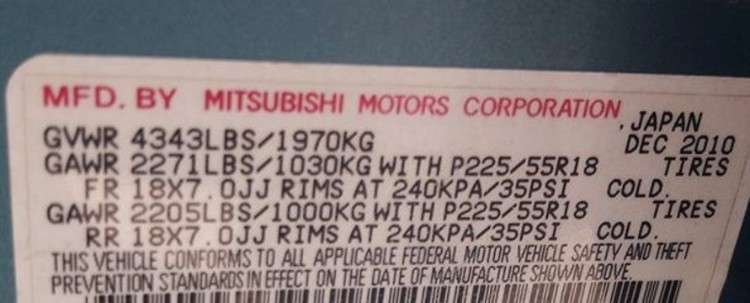 MFD. BY MITSUBISHI MOTORS CORPORATION, JAPAN
GVWR 4343LBS/1970KG DEC 2010
GAWR 2271LBS/1030KG WITH P225/55R18 TIRES
FR 18X7.0JJ RIMS AT 240KPA/35PSI COLD.
GAWR 2205LBS/1000KG WITH P225/55R18 TIRES
RR 18X7.0JJ RIMS AT 240KPA/35PSI COLD.
THIS VEHICLE CONFORMS TO ALL APPLICABLE FEDERAL MOTOR VEHICLE SAFETY AND THEFT
PREVENTION STANDARDS IN EFFECT ON THE DATE OF MANUFACTURE SHOWN ABOVE.